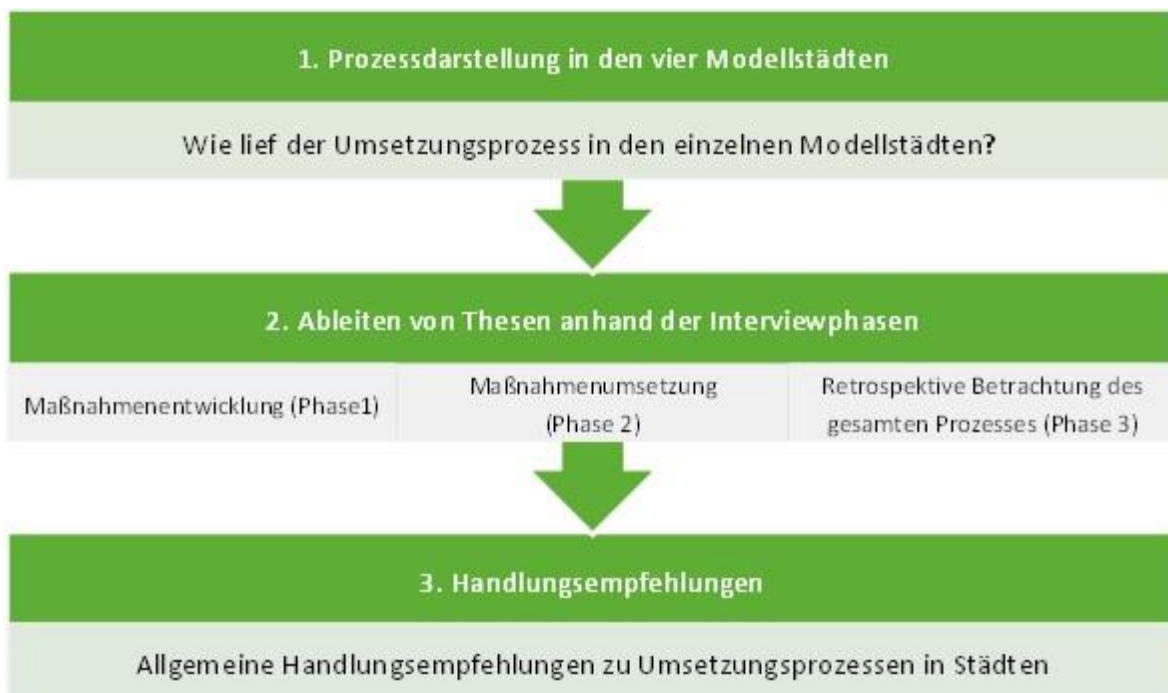 1. Prozessdarstellung in den vier Modellstädten
Wie lief der Umsetzungsprozess in den einzelnen Modellstädten?
2. Ableiten von Thesen anhand der Interviewphasen
Maßnahmenentwicklung (Phase1)
Maßnahmenumsetzung
(Phase 2)
Retrospektive Betrachtung des
gesamten Prozesses (Phase 3)
3. Handlungsempfehlungen
Allgemeine Handlungsempfehlungen zu Umsetzungsprozessen in Städten